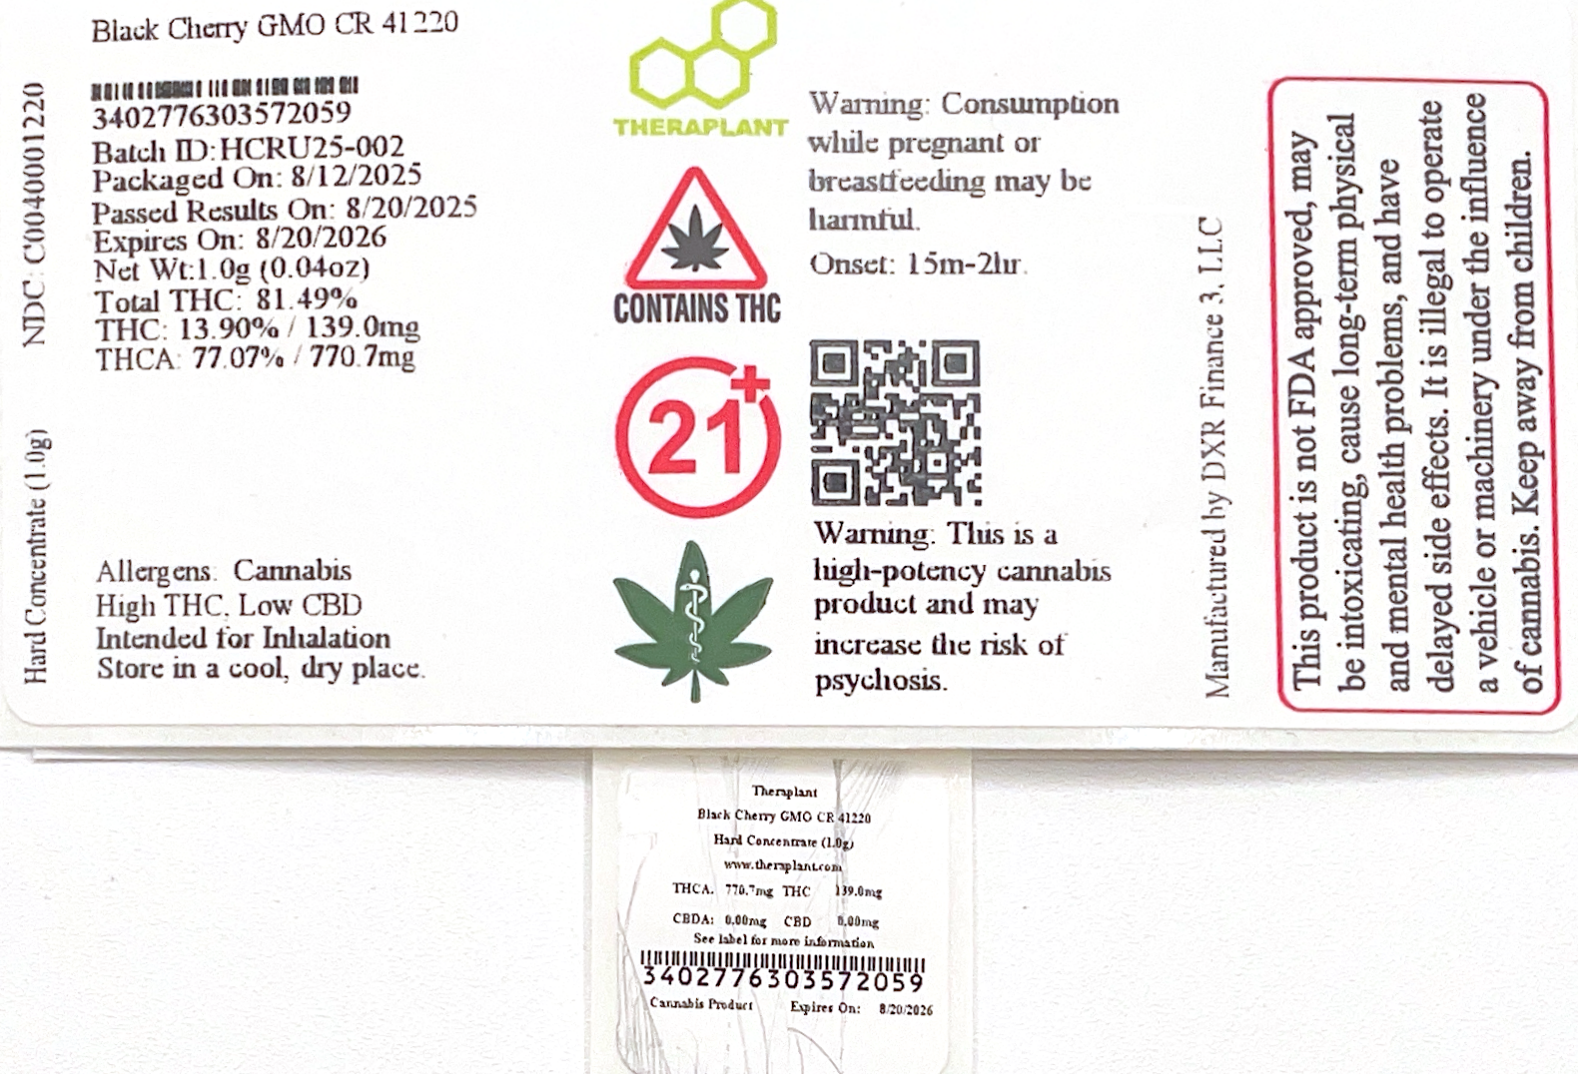 Black Cherry GMO CR 41220
3402776303572059
Batch ID: HCRU25-002
Packaged On: 8/12/2025
Passed Results On: 8/20/2025
Expires On: 8/20/2026
Net Wt:1.0g (0.04oz)
Total THC: 81.49%
THC: 13.90% / 139.0mg
THCA: 77.07% / 770.7mg
Allergens: Cannabis
High THC, Low CBD
Intended for Inhalation
Store in a cool, dry place.
Hard Concentrate (1.0g)
NDC: C0040001220
THERAPLANT
CONTAINS THC
21+
Warning: Consumption
while pregnant or
breastfeeding may be
harmful.
Onset: 15m-2hr.
Warning: This is a
high-potency cannabis
product and may
increase the risk of
psychosis.
Manufactured by DXR Finance 3, LLC
This product is not FDA approved, may
be intoxicating, cause long-term physical
and mental health problems, and have
delayed side effects. It is illegal to operate
a vehicle or machinery under the influence
of cannabis. Keep away from children.
Theraplant
Black Cherry GMO CR 41220
Hard Concentrate (1.0g)
www.theraplant.com
THCA: 770.7mg THC 139.0mg
CBDA: 0.00mg CBD 0.00mg
See label for more information
3402776303572059
Cannabis Product Expires On: 8/20/2026